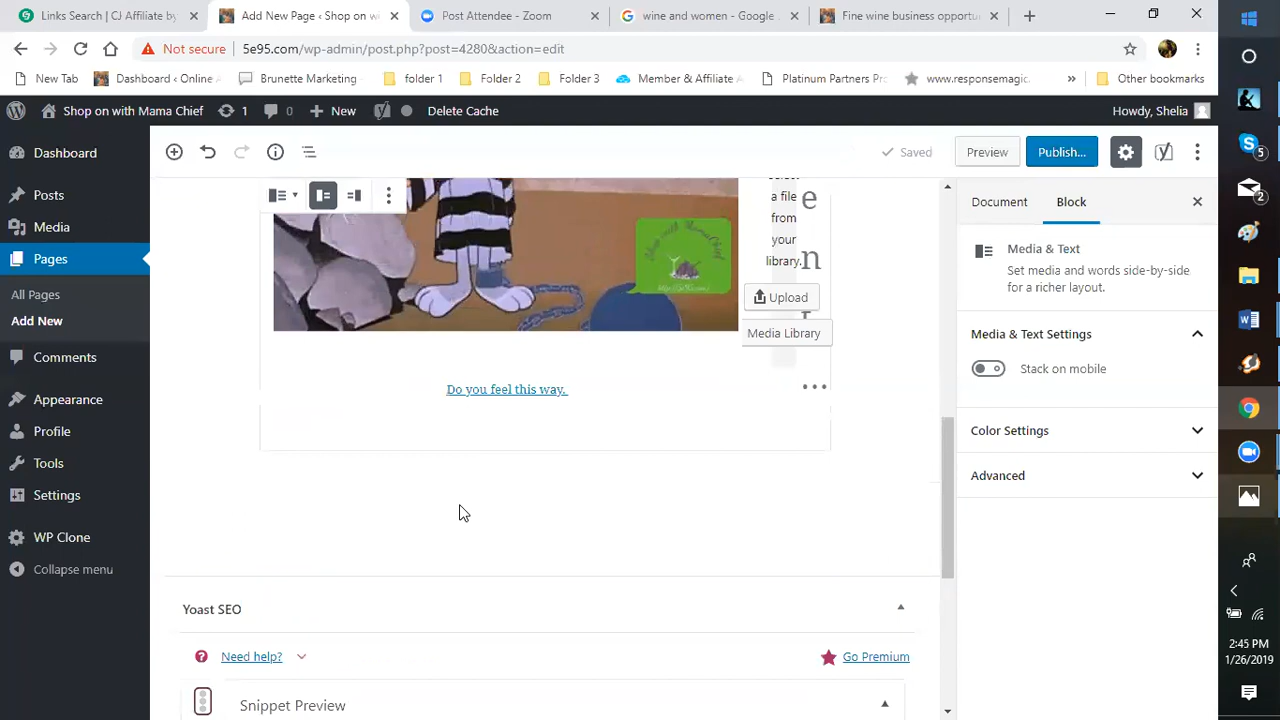 Links Search | CJ Affiliate by
Add New Page ‹ Shop on wi
Post Attendee - Zoom
wine and women - Google
Fine wine business opportu
Not secure
5e95.com/wp-admin/post.php?post=4280&action=edit
New Tab
Dashboard ‹ Online A
Brunette Marketing -
folder 1
Folder 2
Folder 3
Member & Affiliate A
Platinum Partners Pro
www.responsemagic.
»
Other bookmarks
Shop on with Mama Chief
1
0
New
Delete Cache
Howdy, Shelia
Dashboard
Posts
Media
Pages
All Pages
Add New
Comments
Appearance
Profile
Tools
Settings
WP Clone
Collapse menu
Saved
Preview
Publish...
a file
from
your
library.
e
n
Upload
Media Library
Do you feel this way.
Document
Block
Media & Text
Set media and words side-by-side
for a richer layout.
Media & Text Settings
Stack on mobile
Color Settings
Advanced
Yoast SEO
Need help?
Go Premium
Snippet Preview
5
2
2:45 PM
1/26/2019